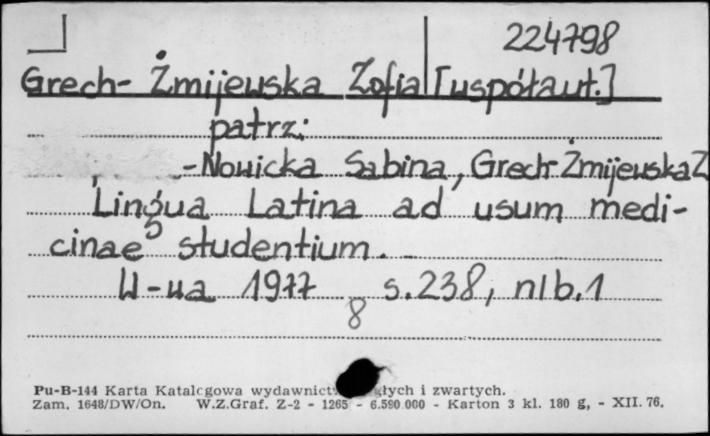 224798
Grech- Żmijewska Zofia [współaut.]
patrz:
-Nowicka Sabina, Grech-Żmijewska Z
Lingua Latina ad usum medi-
cinae studentium.
W-wa 1977 s.238, nlb.1
8
Pu-B-144 Karta Katalogowa wydawnictw ciągłych i zwartych.
Zam. 1648/DW/On. W.Z.Graf. Z-2 - 1265 - 6.590.000 - Karton 3 kl. 180 g, - XII. 76.